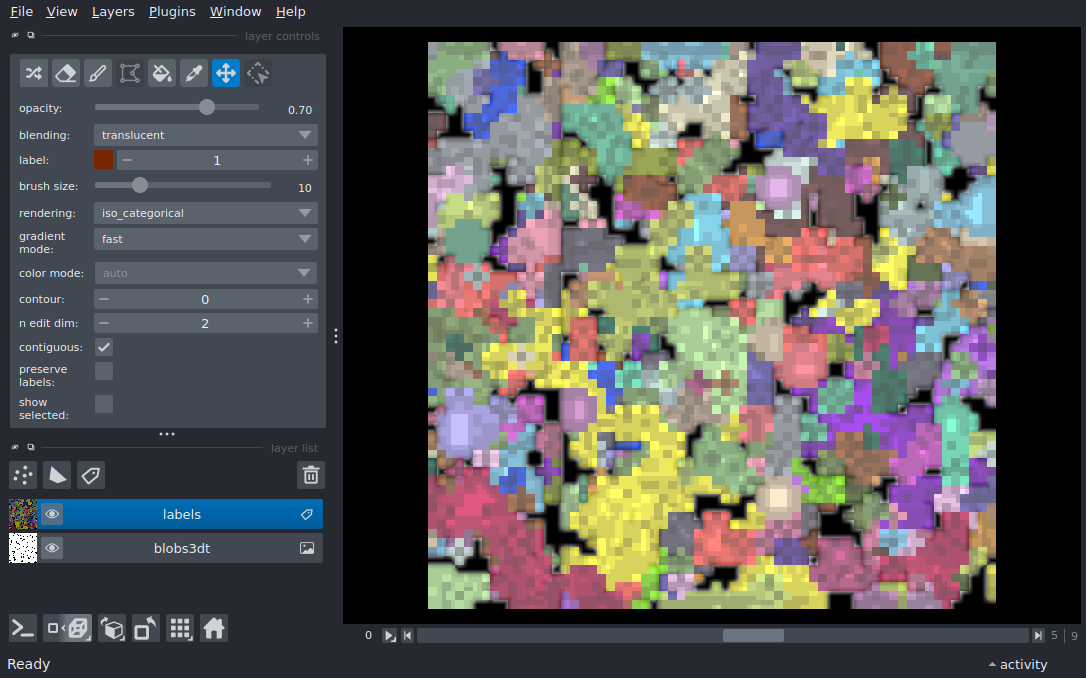 File View Layers Plugins Window Help
layer controls
opacity: 0.70
blending: translucent
label: 1
brush size: 10
rendering: iso_categorical
gradient
mode: fast
color mode: auto
contour: 0
n edit dim: 2
contiguous:
preserve
labels:
show
selected:
layer list
labels
blobs3dt
0 5 9
Ready activity